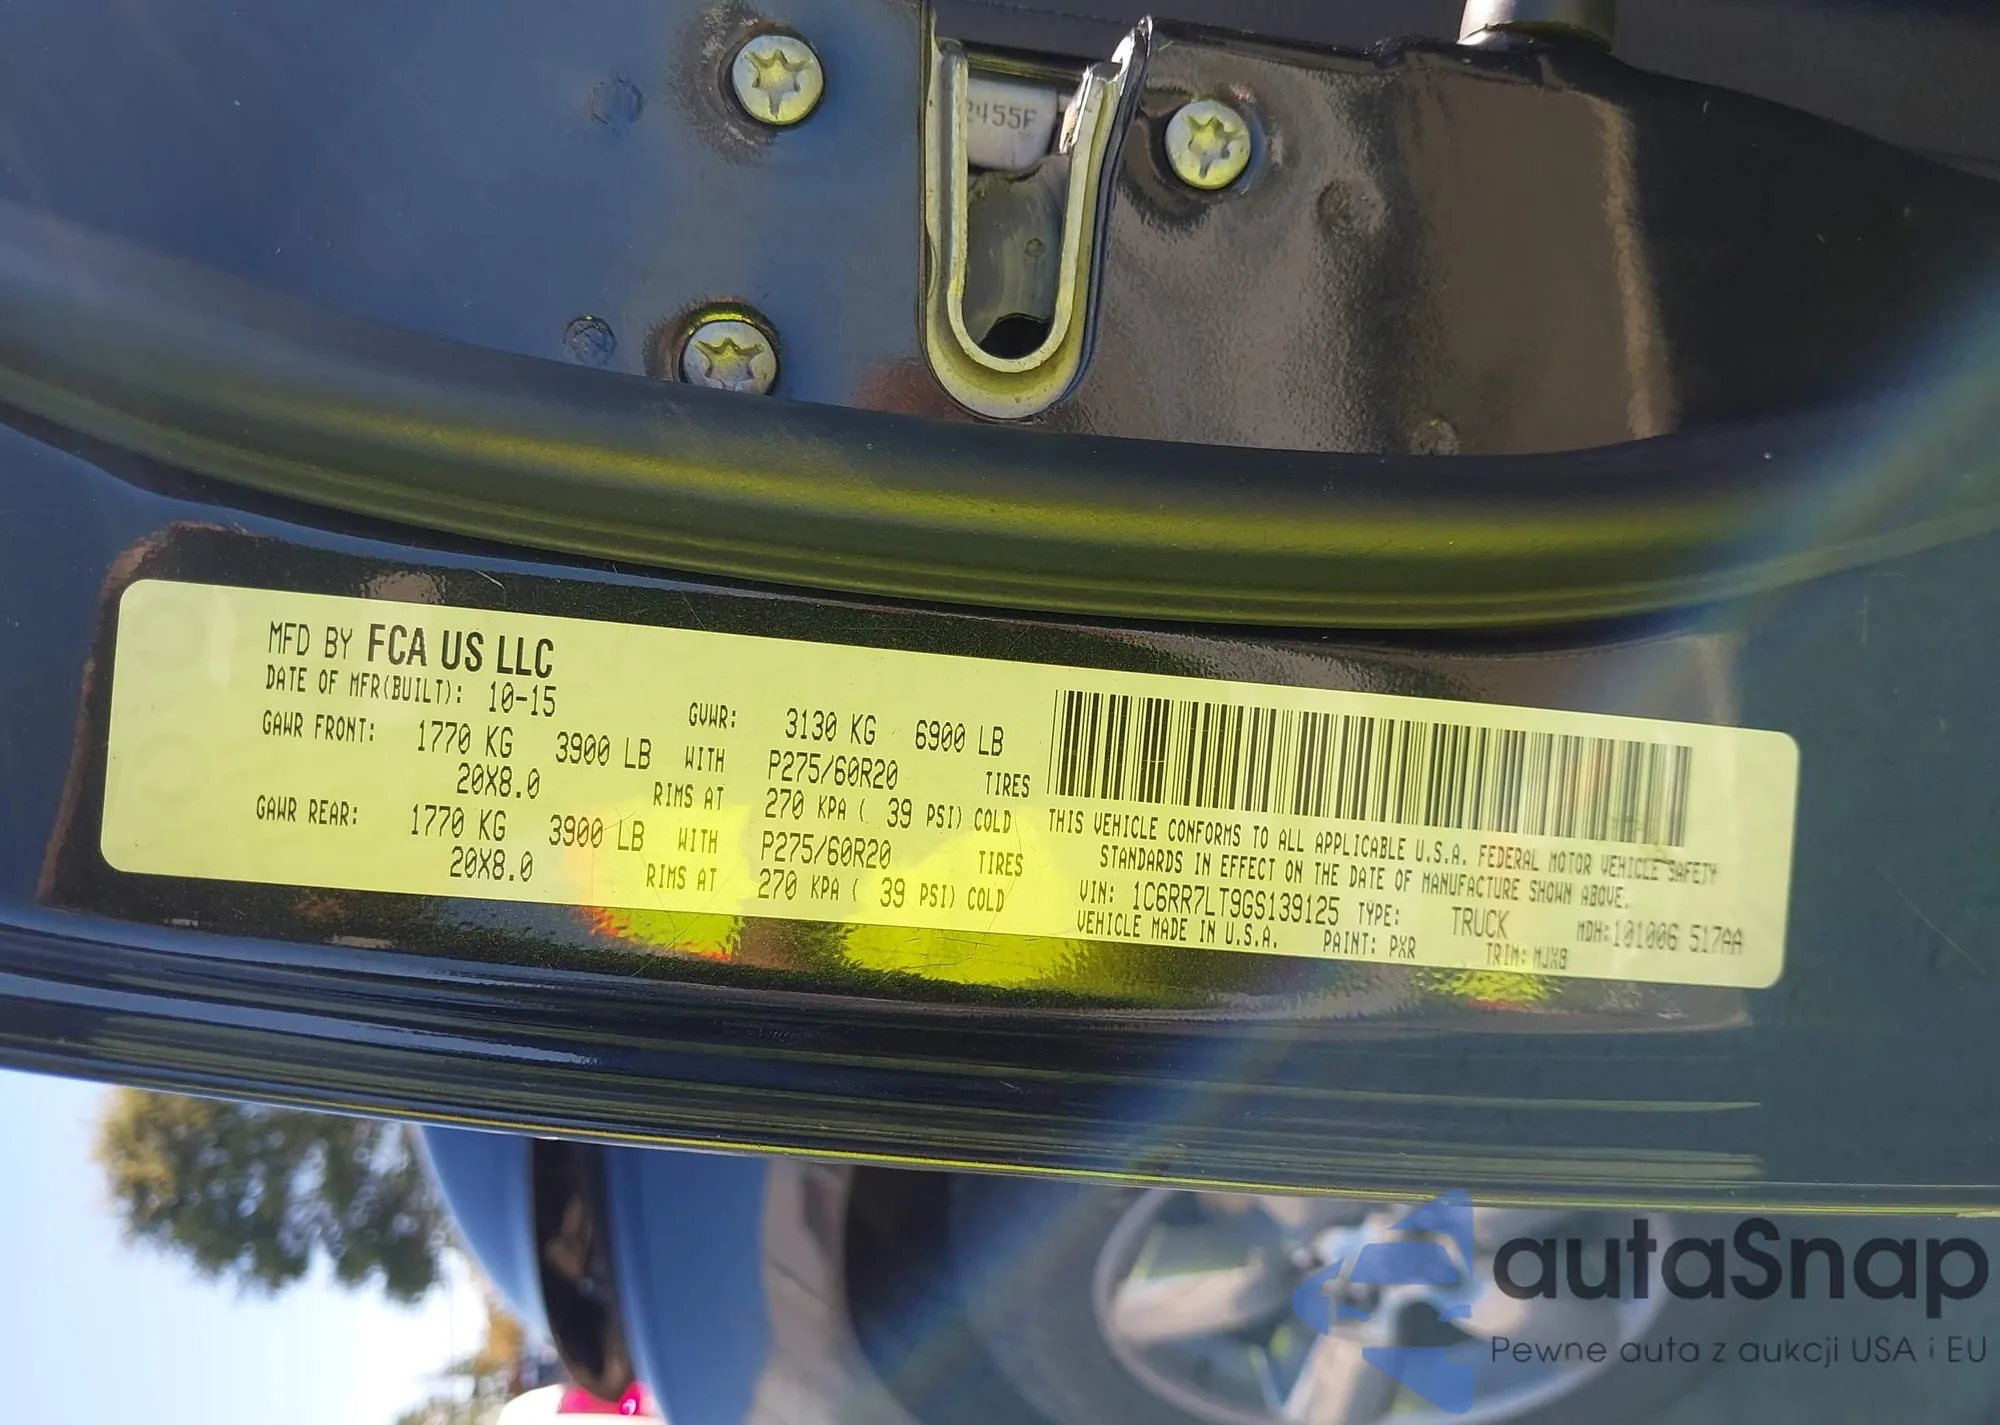 2455F
MFD BY FCA US LLC
DATE OF MFR(BUILT): 10-15
GVWR: 3130 KG 6900 LB
GAWR FRONT: 1770 KG 3900 LB WITH P275/60R20 TIRES
20X8.0 RIMS AT 270 KPA ( 39 PSI) COLD
GAWR REAR: 1770 KG 3900 LB WITH P275/60R20 TIRES
20X8.0 RIMS AT 270 KPA ( 39 PSI) COLD
THIS VEHICLE CONFORMS TO ALL APPLICABLE U.S.A. FEDERAL MOTOR VEHICLE SAFETY
STANDARDS IN EFFECT ON THE DATE OF MANUFACTURE SHOWN ABOVE.
VIN: 1C6RR7LT9GS139125 TYPE: TRUCK MDH:101006 517AA
VEHICLE MADE IN U.S.A. PAINT: PXR TRIM: MJX8
autaSnap
Pewne auta z aukcji USA i EU